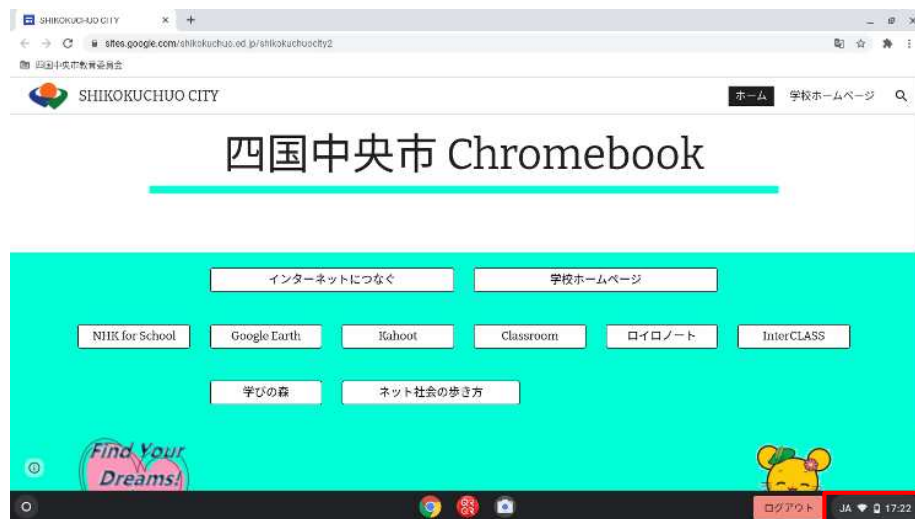 SHIKOKUCHUO CITY
sites.google.com/shikokuchuo.ed.jp/shikokuchuocity2
四国中央市教育委員会
SHIKOKUCHUO CITY
ホーム 学校ホームページ
四国中央市 Chromebook
インターネットにつなぐ 学校ホームページ
NHK for School Google Earth Kahoot Classroom ロイロノート InterCLASS
学びの森 ネット社会の歩き方
Find Your
Dreams!
ログアウト JA 17:22